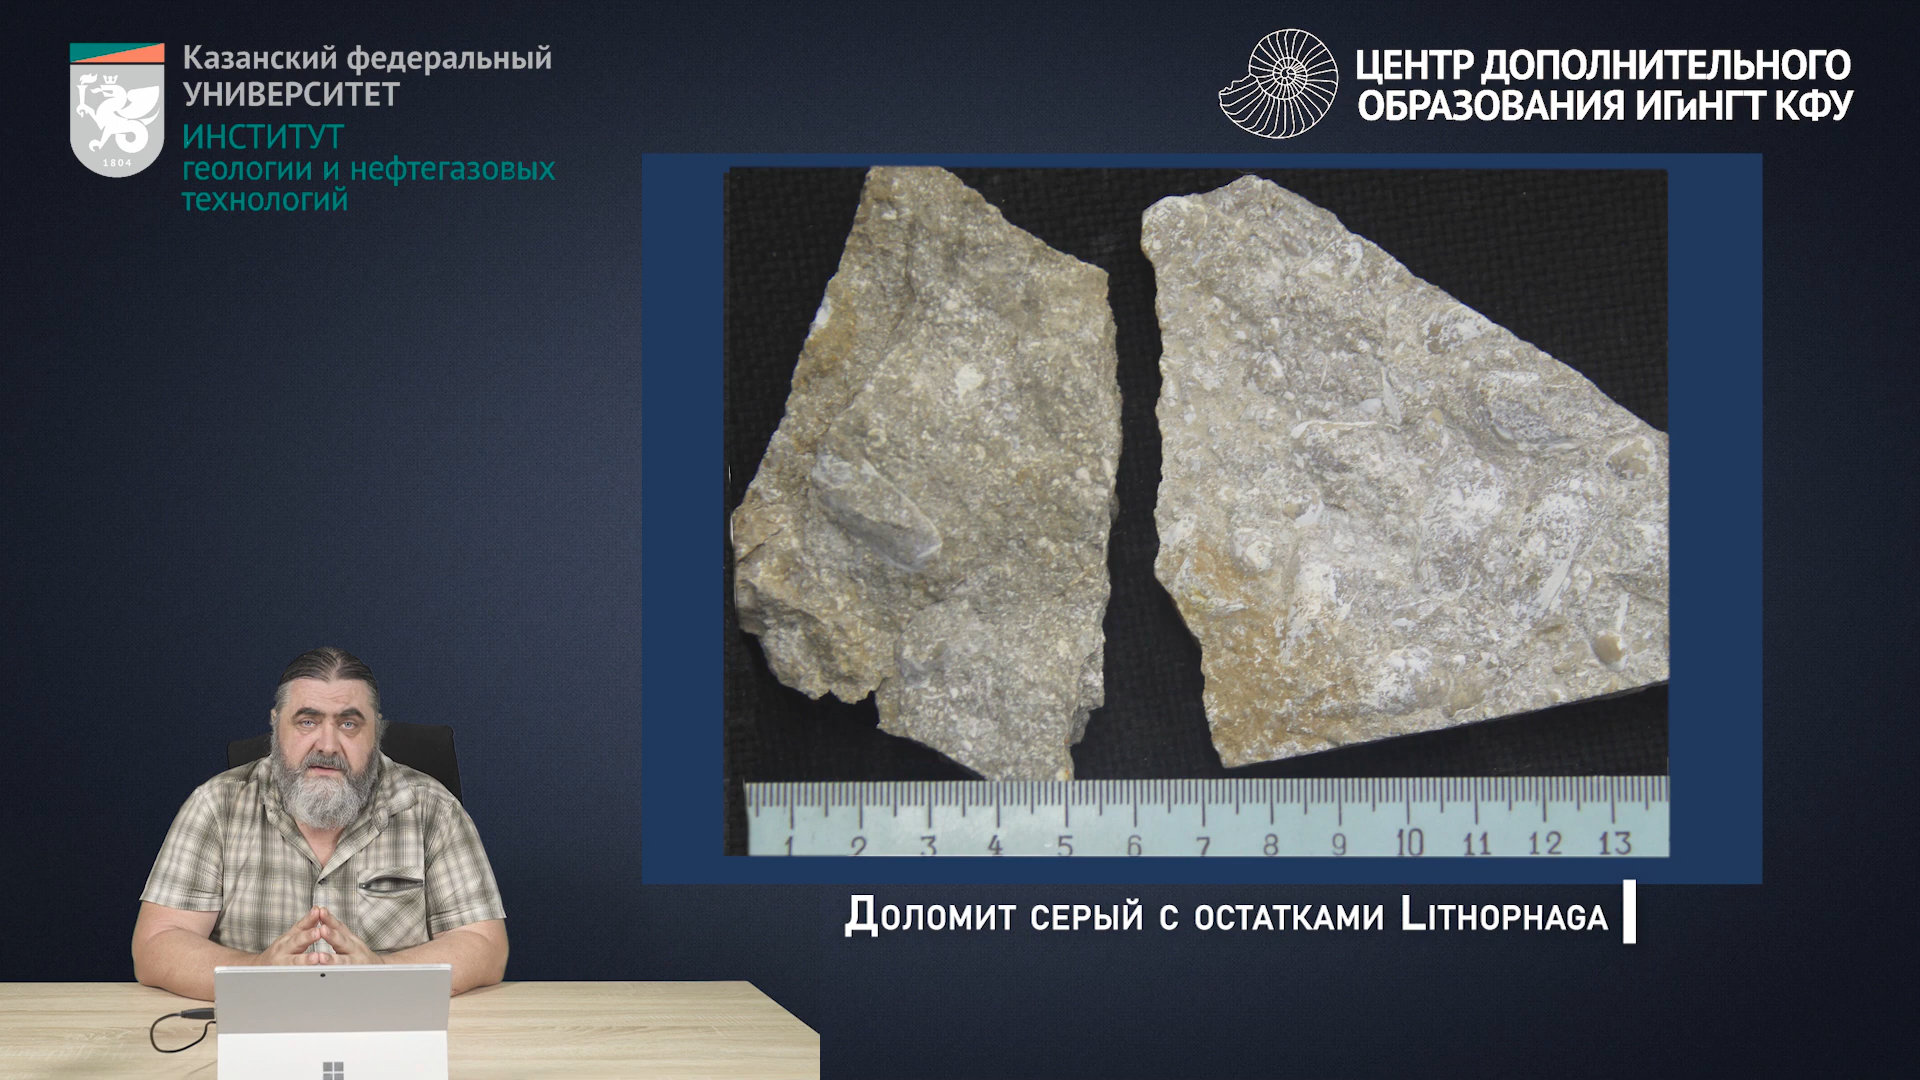 Казанский федеральный
УНИВЕРСИТЕТ
ИНСТИТУТ
геологии и нефтегазовых
технологий
1804
ЦЕНТР ДОПОЛНИТЕЛЬНОГО
ОБРАЗОВАНИЯ ИГиНГТ КФУ
1 2 3 4 5 6 7 8 9 10 11 12 13
Доломит серый с остатками Lithophaga